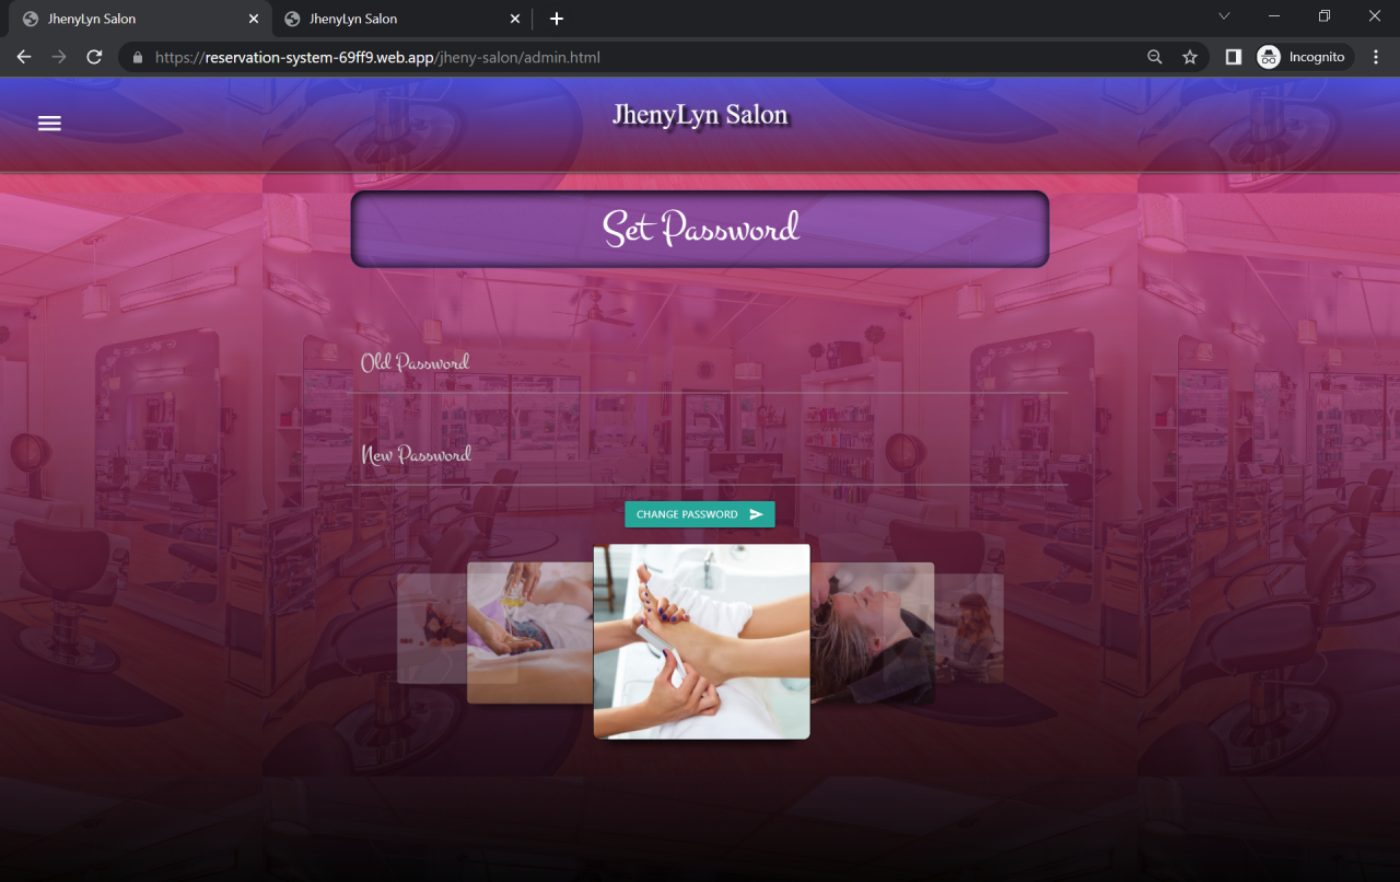 JhenyLyn Salon
JhenyLyn Salon
https://reservation-system-69ff9.web.app/jheny-salon/admin.html
Incognito
JhenyLyn Salon
Set Password
Old Password
New Password
CHANGE PASSWORD